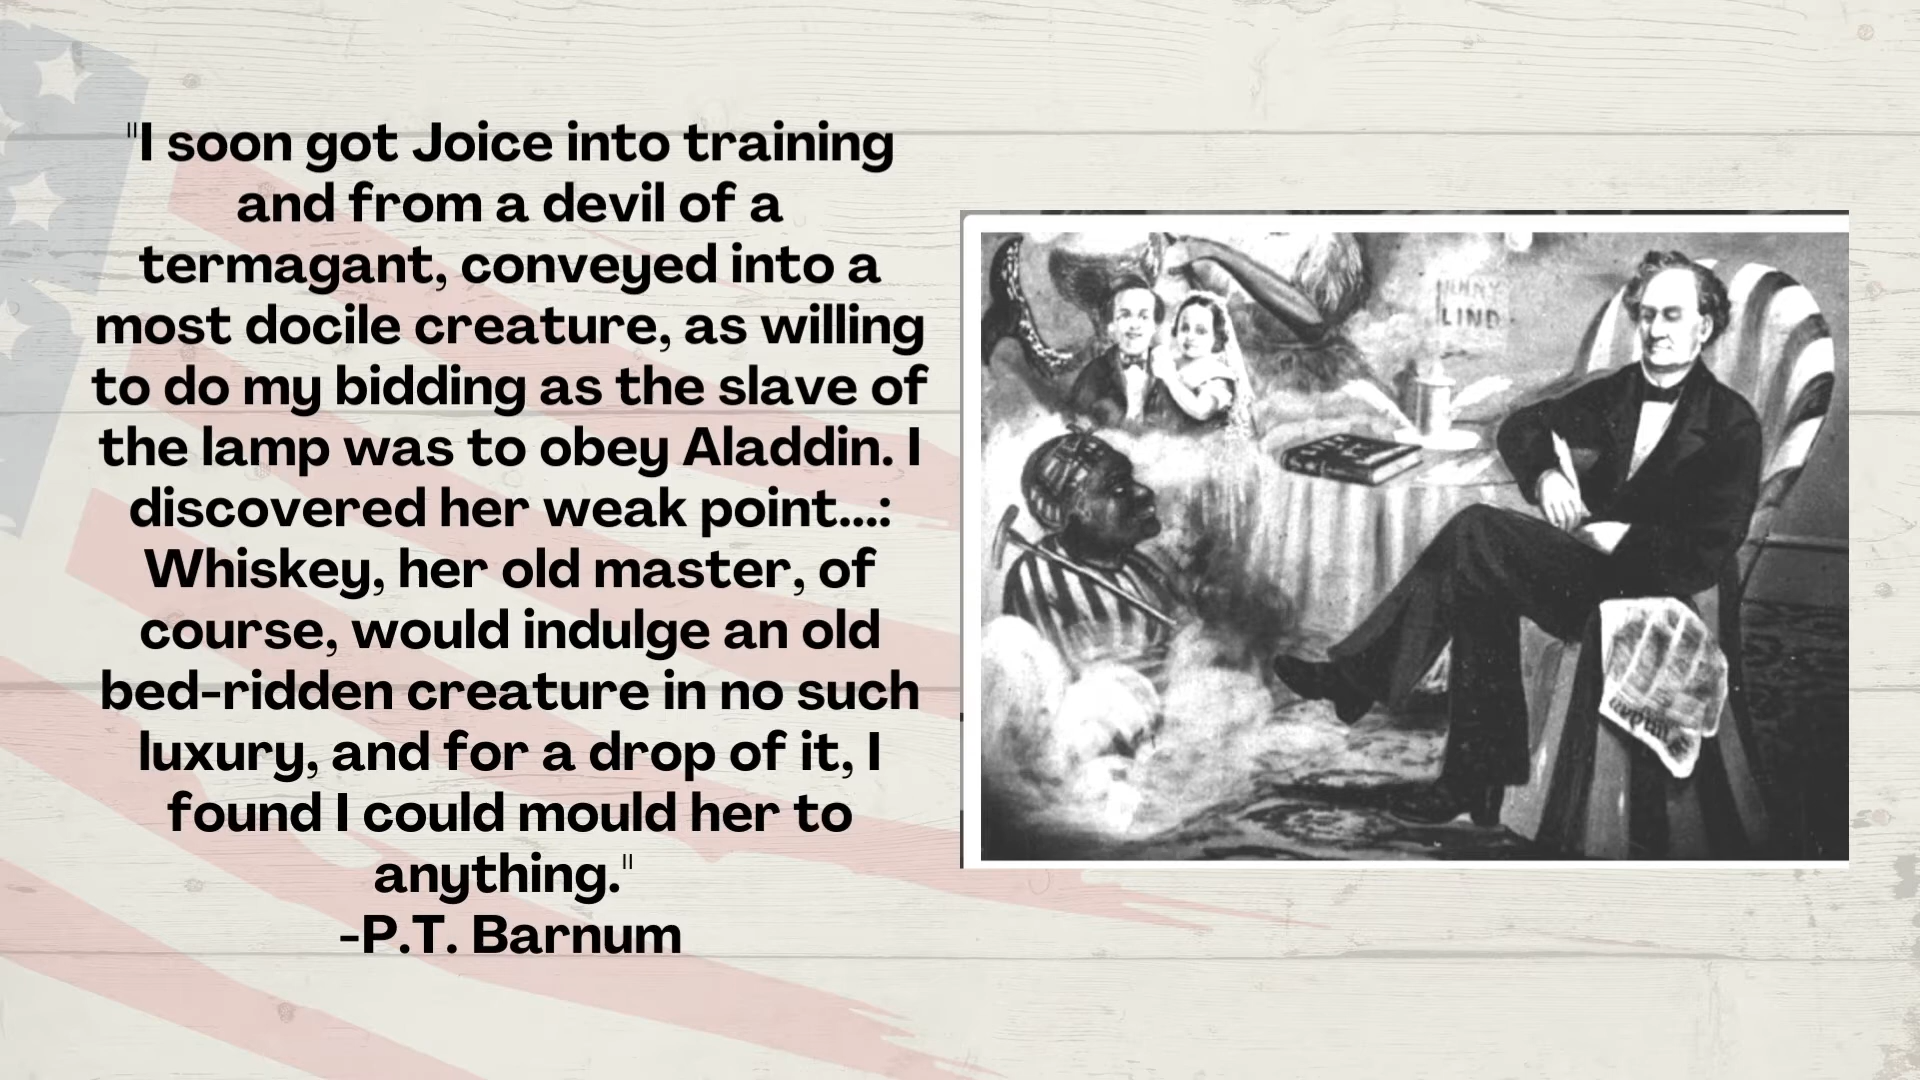 "I soon got Joice into training
and from a devil of a
termagant, conveyed into a
most docile creature, as willing
to do my bidding as the slave of
the lamp was to obey Aladdin. I
discovered her weak point...:
Whiskey, her old master, of
course, would indulge an old
bed-ridden creature in no such
luxury, and for a drop of it, I
found I could mould her to
anything."
-P.T. Barnum
LIND